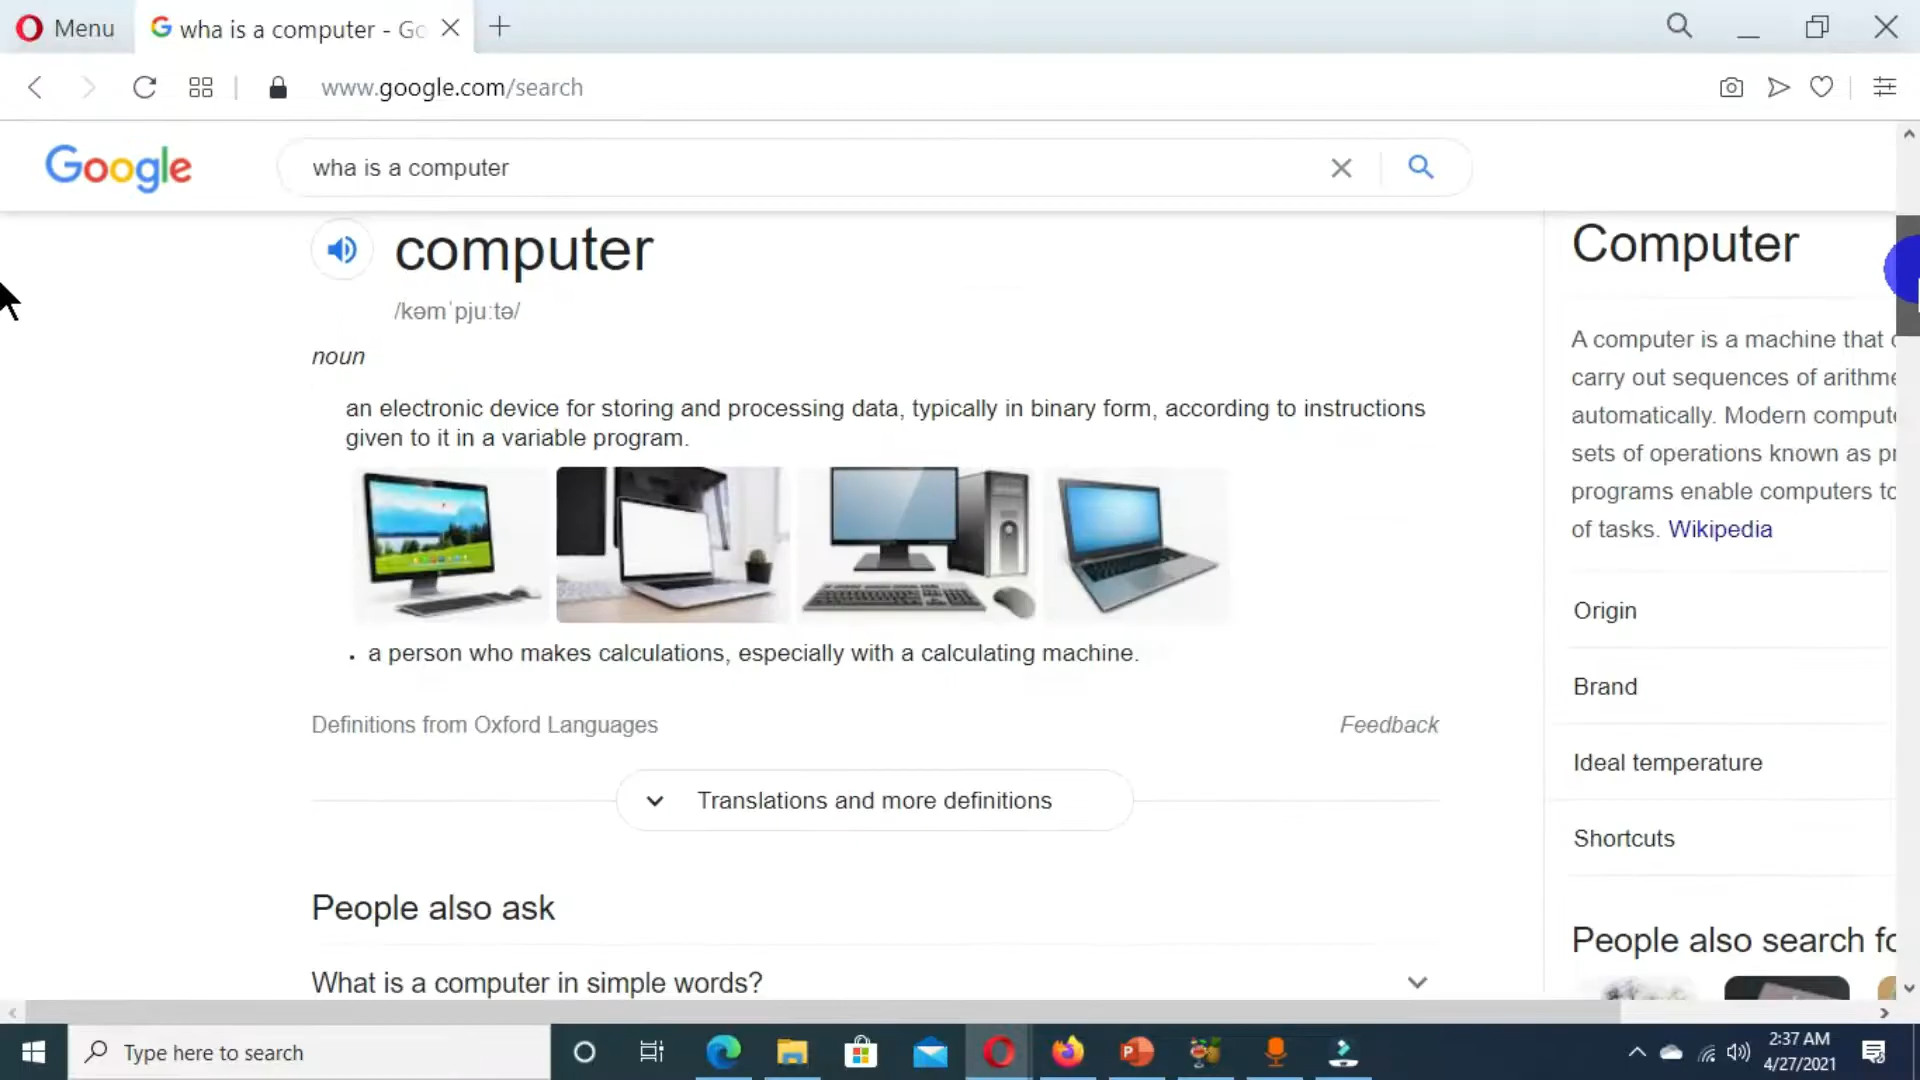 Menu
wha is a computer - Go
www.google.com/search
Google
wha is a computer
computer
/kəmˈpjuːtə/
noun
an electronic device for storing and processing data, typically in binary form, according to instructions
given to it in a variable program.
. a person who makes calculations, especially with a calculating machine.
Definitions from Oxford Languages
Feedback
Translations and more definitions
People also ask
What is a computer in simple words?
Computer
A computer is a machine that
carry out sequences of arithme
automatically. Modern compute
sets of operations known as pr
programs enable computers to
of tasks. Wikipedia
Origin
Brand
Ideal temperature
Shortcuts
People also search fo
Type here to search
2:37 AM
4/27/2021